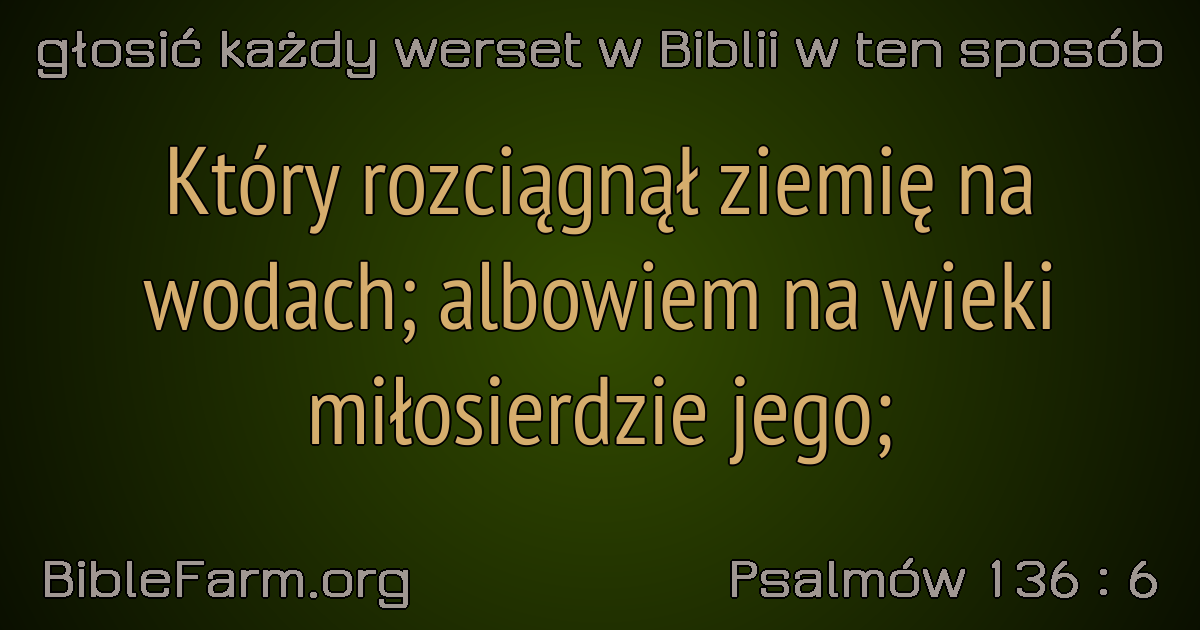 głosić każdy werset w Biblii w ten sposób
Który rozciągnął ziemię na
wodach; albowiem na wieki
miłosierdzie jego;
BibleFarm.org
Psalmów 136 : 6